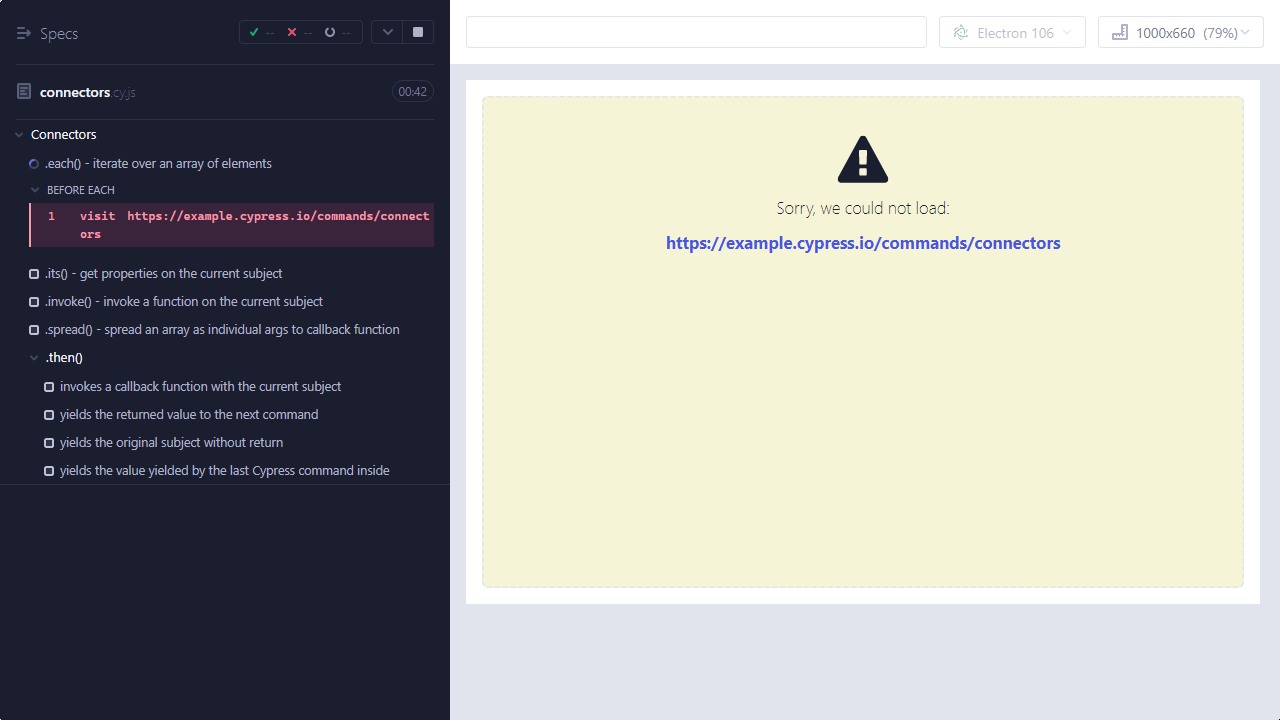 Specs
-- -- --
connectors.cy.js
00:42
Connectors
.each() - iterate over an array of elements
BEFORE EACH
1 visit https://example.cypress.io/commands/connect
ors
.its() - get properties on the current subject
.invoke() - invoke a function on the current subject
.spread() - spread an array as individual args to callback function
.then()
invokes a callback function with the current subject
yields the returned value to the next command
yields the original subject without return
yields the value yielded by the last Cypress command inside
Electron 106
1000x660 (79%)
Sorry, we could not load:
https://example.cypress.io/commands/connectors